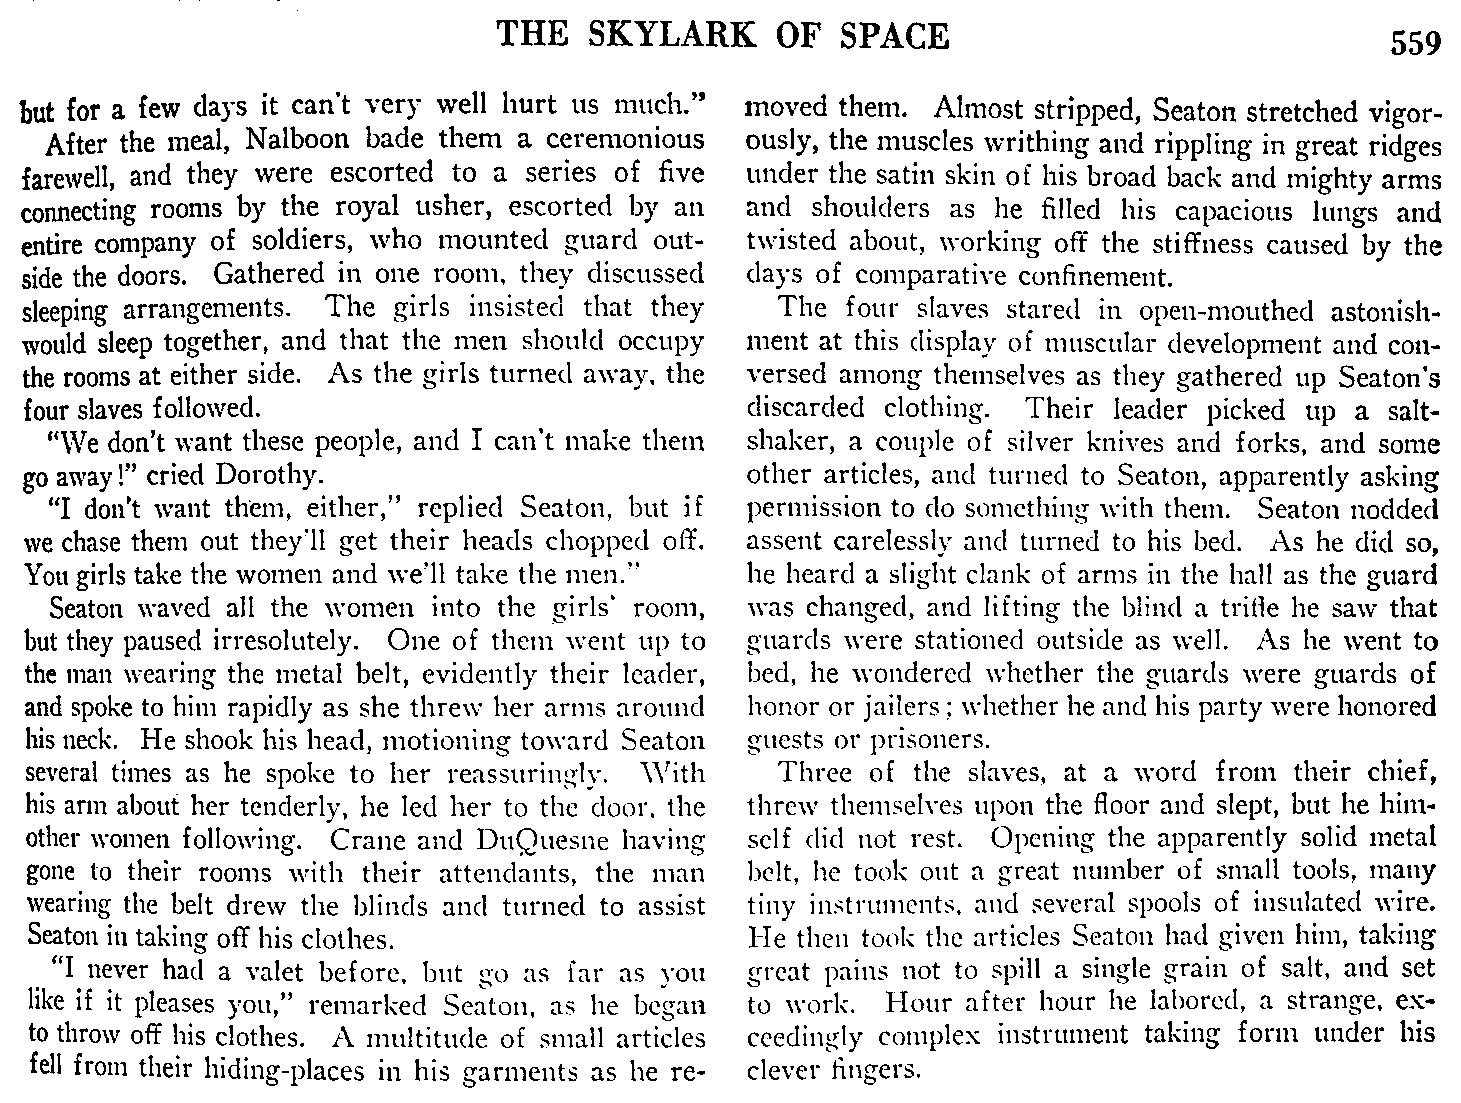 THE SKYLARK OF SPACE
559
but for a few days it can't very well hurt us much."
After the meal, Nalboon bade them a ceremonious
farewell, and they were escorted to a series of five
connecting rooms by the royal usher, escorted by an
entire company of soldiers, who mounted guard out-
side the doors. Gathered in one room, they discussed
sleeping arrangements. The girls insisted that they
would sleep together, and that the men should occupy
the rooms at either side. As the girls turned away, the
four slaves followed.
"We don't want these people, and I can't make them
go away!" cried Dorothy.
"I don't want them, either," replied Seaton, but if
we chase them out they'll get their heads chopped off.
You girls take the women and we'll take the men."
Seaton waved all the women into the girls' room,
but they paused irresolutely. One of them went up to
the man wearing the metal belt, evidently their leader,
and spoke to him rapidly as she threw her arms around
his neck. He shook his head, motioning toward Seaton
several times as he spoke to her reassuringly. With
his arm about her tenderly, he led her to the door, the
other women following. Crane and DuQuesne having
gone to their rooms with their attendants, the man
wearing the belt drew the blinds and turned to assist
Seaton in taking off his clothes.
"I never had a valet before, but go as far as you
like if it pleases you," remarked Seaton, as he began
to throw off his clothes. A multitude of small articles
fell from their hiding-places in his garments as he re-
moved them. Almost stripped, Seaton stretched vigor-
ously, the muscles writhing and rippling in great ridges
under the satin skin of his broad back and mighty arms
and shoulders as he filled his capacious lungs and
twisted about, working off the stiffness caused by the
days of comparative confinement.
The four slaves stared in open-mouthed astonish-
ment at this display of muscular development and con-
versed among themselves as they gathered up Seaton's
discarded clothing. Their leader picked up a salt-
shaker, a couple of silver knives and forks, and some
other articles, and turned to Seaton, apparently asking
permission to do something with them. Seaton nodded
assent carelessly and turned to his bed. As he did so,
he heard a slight clank of arms in the hall as the guard
was changed, and lifting the blind a trifle he saw that
guards were stationed outside as well. As he went to
bed, he wondered whether the guards were guards of
honor or jailers; whether he and his party were honored
guests or prisoners.
Three of the slaves, at a word from their chief,
threw themselves upon the floor and slept, but he him-
self did not rest. Opening the apparently solid metal
belt, he took out a great number of small tools, many
tiny instruments, and several spools of insulated wire.
He then took the articles Seaton had given him, taking
great pains not to spill a single grain of salt, and set
to work. Hour after hour he labored, a strange, ex-
ceedingly complex instrument taking form under his
clever fingers.